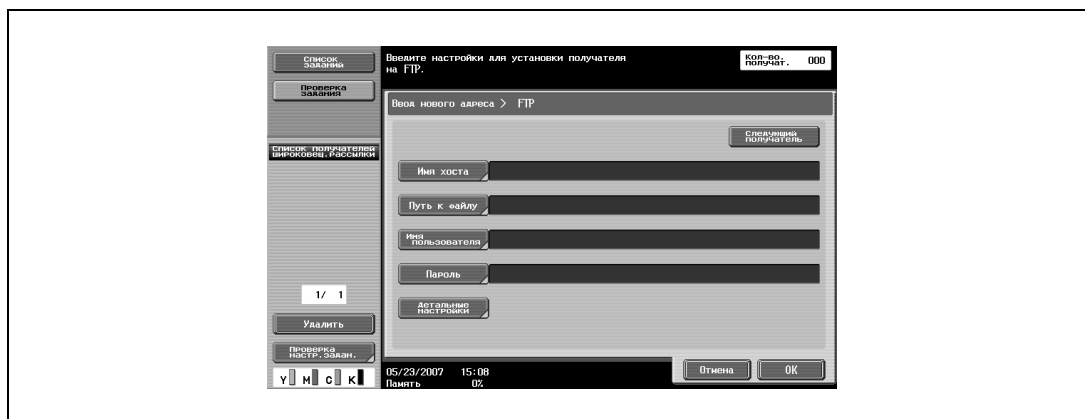 Список
задания
Проверка
задания
Список получателей
широковещ.рассылки
1/ 1
Удалить
Проверка
настр.задан.
Y M C K
Введите настройки для установки получателя
на FTP.
Кол-во.
получат. 000
Ввод нового адреса > FTP
Следующий
получатель
Имя хоста
Путь к файлу
Имя
пользователя
Пароль
Детальные
настройки
Отмена
OK
05/23/2007 15:08
Память 0%